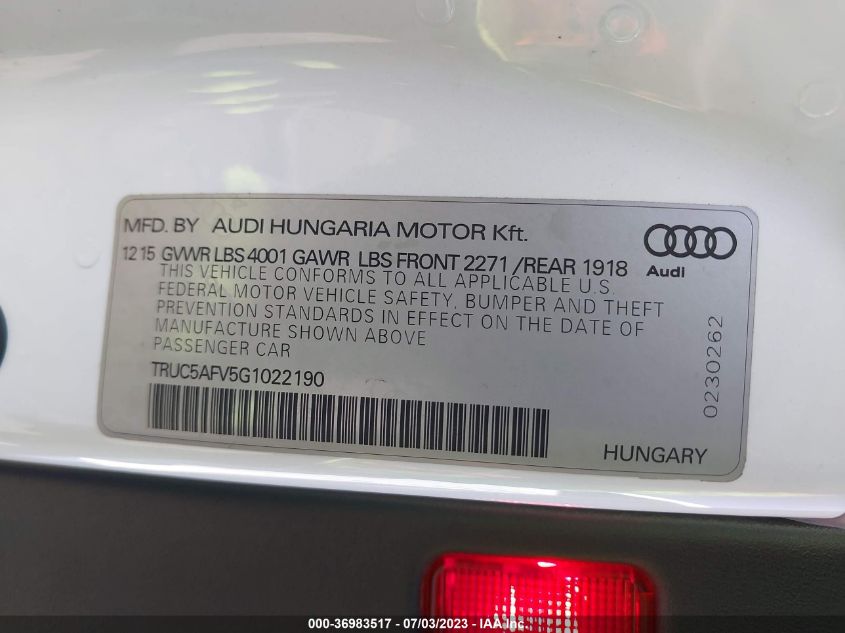 MFD. BY AUDI HUNGARIA MOTOR Kft.
12 15 GVWR LBS 4001 GAWR LBS FRONT 2271 /REAR 1918
THIS VEHICLE CONFORMS TO ALL APPLICABLE U.S
FEDERAL MOTOR VEHICLE SAFETY, BUMPER AND THEFT
PREVENTION STANDARDS IN EFFECT ON THE DATE OF
MANUFACTURE SHOWN ABOVE
PASSENGER CAR
TRUC5AFV5G1022190
Audi
0230262
HUNGARY
000-36983517 - 07/03/2023 - IAA Inc.